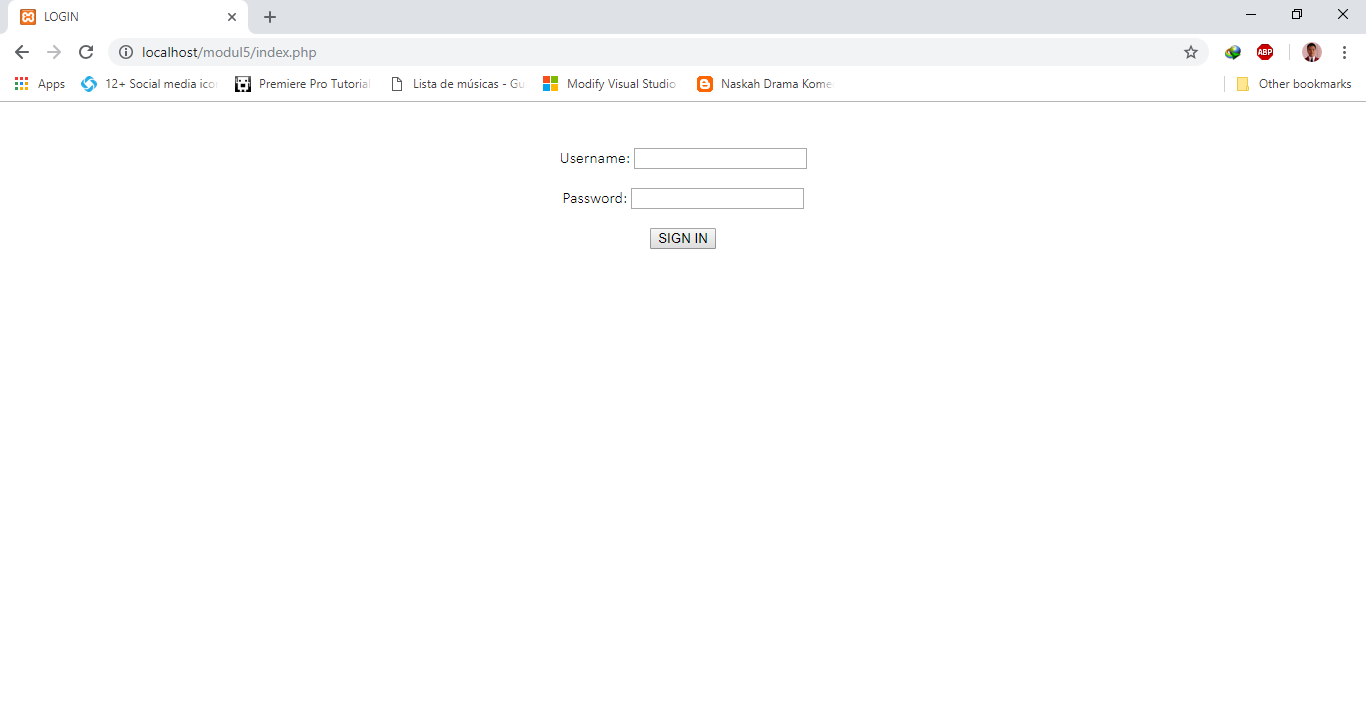 LOGIN
localhost/modul5/index.php
ABP
Apps 12+ Social media icon Premiere Pro Tutorial Lista de músicas - Gu Modify Visual Studio Naskah Drama Kome Other bookmarks
Username:
Password:
SIGN IN